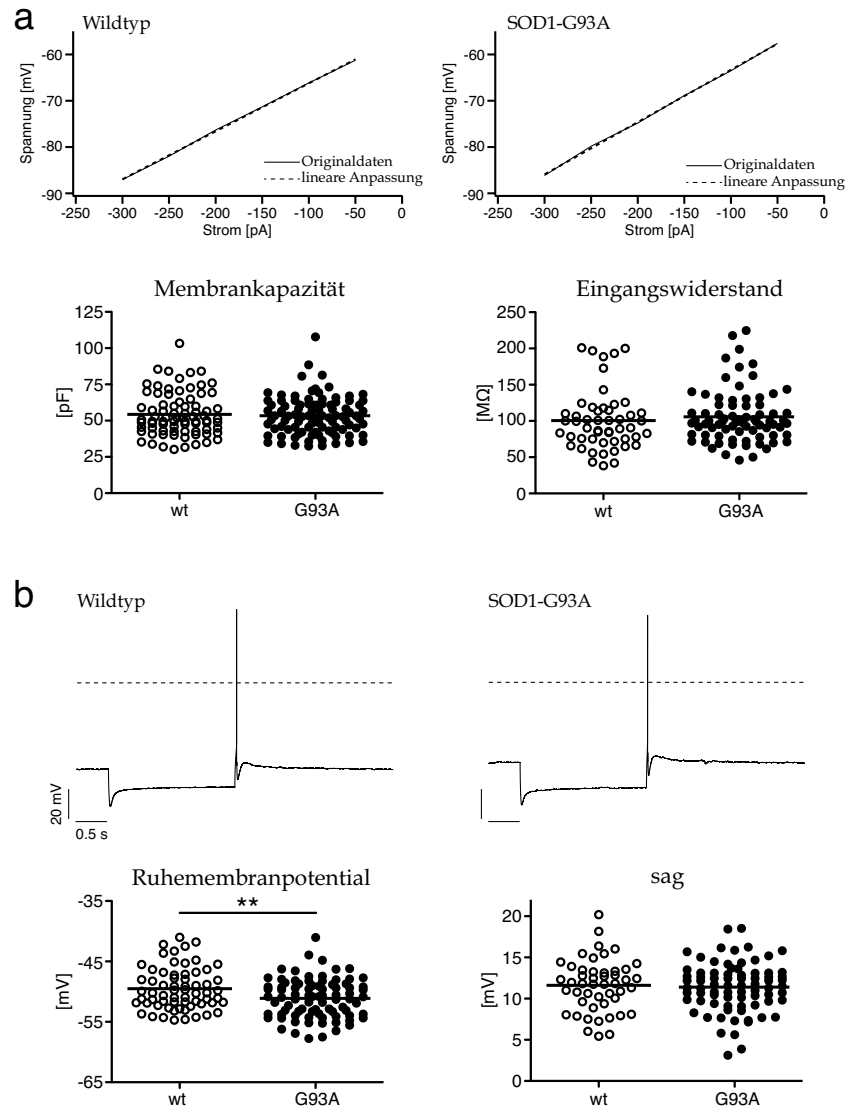 a
Wildtyp
Spannung [mV]
-60
-70
-80
-90
Originaldaten
lineare Anpassung
-250 -300 -250 -200 -150 -100 -50 0
Strom [pA]
SOD1-G93A
Spannung [mV]
-60
-70
-80
-90
Originaldaten
lineare Anpassung
-250 -300 -250 -200 -150 -100 -50 0
Strom [pA]
Membrankapazität
[pF]
125
100
75
50
25
0
wt G93A
Eingangswiderstand
[MΩ]
250
200
150
100
50
0
wt G93A
b
Wildtyp
20 mV
0.5 s
SOD1-G93A
Ruhemembranpotential
**
[mV]
-35
-45
-55
-65
wt G93A
sag
[mV]
20
15
10
5
0
wt G93A